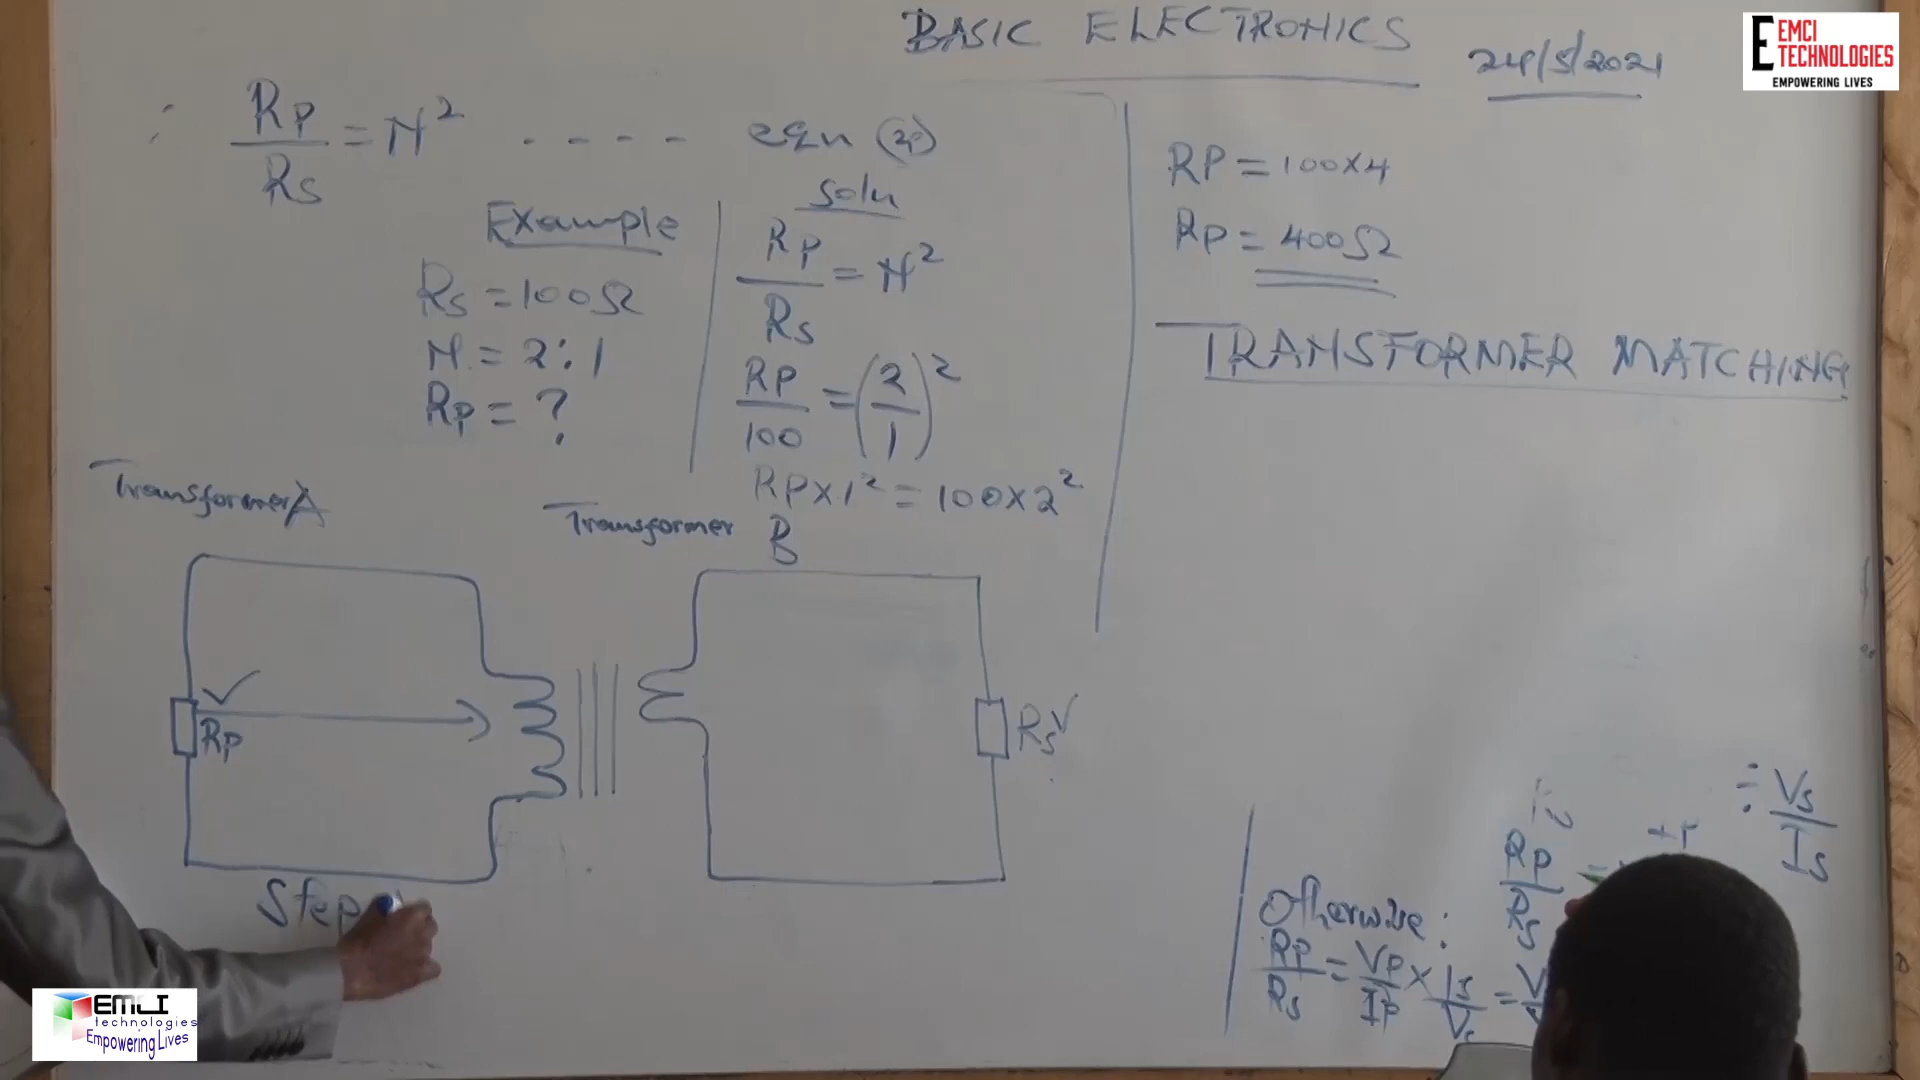 BASIC ELECTRONICS
24/5/2021
EMCI
TECHNOLOGIES
EMPOWERING LIVES
∴ RP/RS = N² - - - - eqn
Example
RS = 100Ω
N = 2:1
RP = ?
Soln
RP/RS = N²
RP/100 = (2/1)²
RP×1² = 100×2²
RP = 100×4
RP = 400Ω
TRANSFORMER MATCHING
Transformer A
Transformer B
RP
RS
Step
÷ VS/IS
RP/RS =
Otherwise:
RP/RS = VP/IP × IS/VS =
EMCI
technologies
Empowering Lives